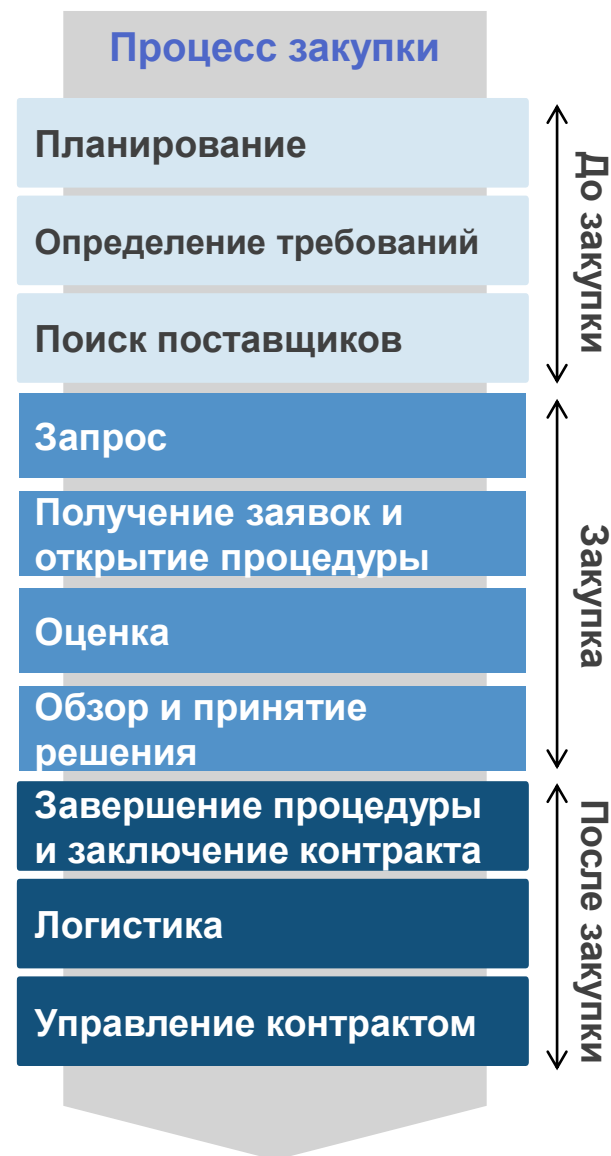 Процесс закупки
Планирование
Определение требований
Поиск поставщиков
До закупки
Запрос
Получение заявок и
открытие процедуры
Оценка
Обзор и принятие
решения
Закупка
Завершение процедуры
и заключение контракта
Логистика
Управление контрактом
После закупки